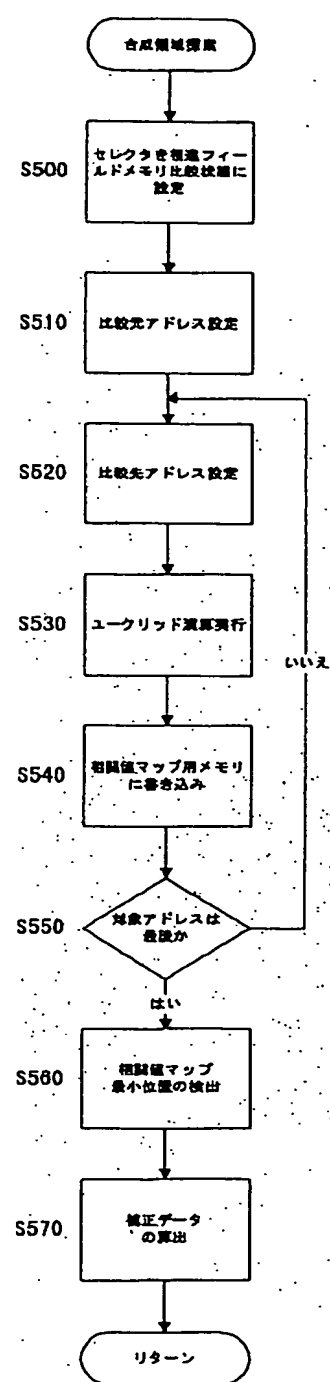 合成領域探索
S500
セレクタを相違フィー
ルドメモリ比較状態に
設定
S510
比較元アドレス設定
S520
比較先アドレス設定
S530
ユークリッド演算実行
いいえ
S540
相関値マップ用メモリ
に書き込み
S550
対象アドレスは
最後か
はい
S560
相関値マップ
最小位置の検出
S570
補正データ
の算出
リターン